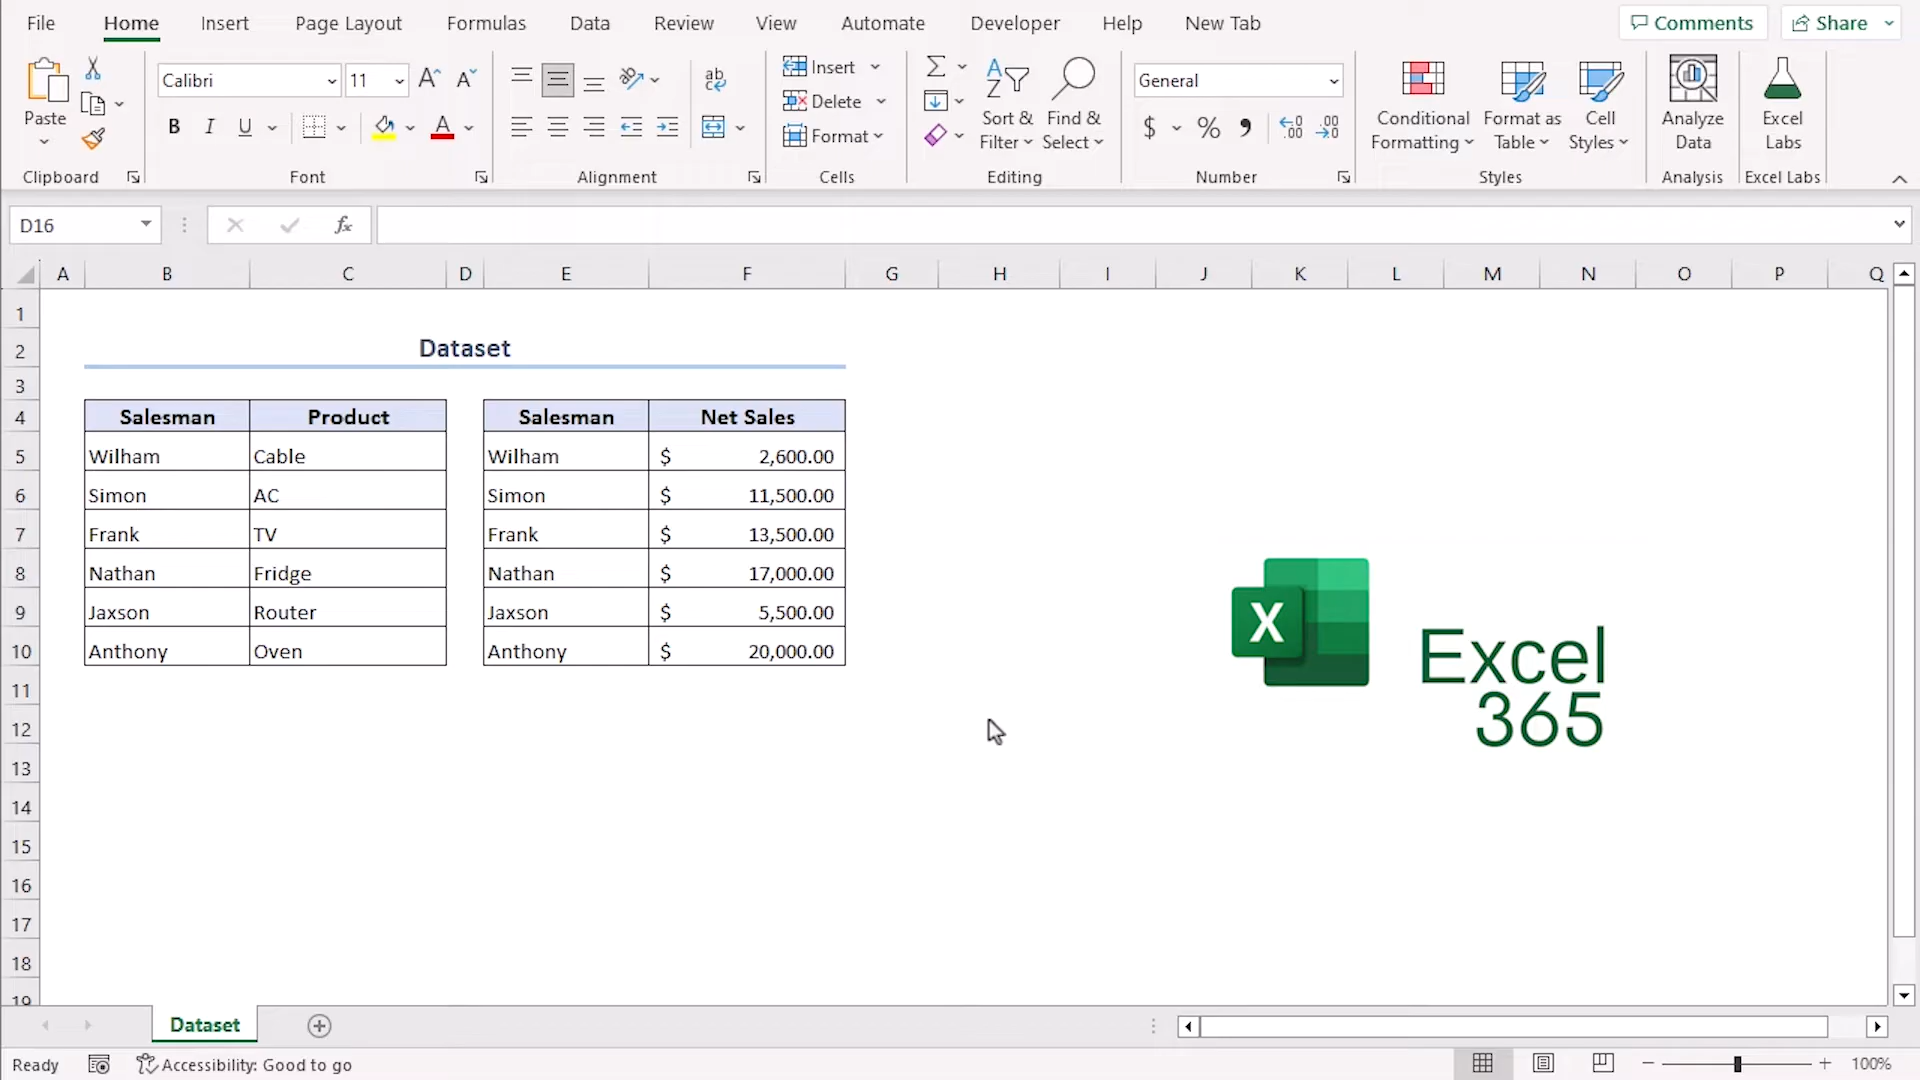 File Home Insert Page Layout Formulas Data Review View Automate Developer Help New Tab Comments Share
Paste
Clipboard
Calibri 11
B I U A
Font
ab
Alignment
Insert
Delete
Format
Cells
Sort & Filter
Find & Select
Editing
General
$ % 9 .00 .00
Number
Conditional Formatting
Format as Table
Cell Styles
Styles
Analyze Data
Analysis
Excel Labs
Excel Labs
D16 fx
A B C D E F G H I J K L M N O P Q
1
2 Dataset
3
4 Salesman Product Salesman Net Sales
5 Wilham Cable Wilham $ 2,600.00
6 Simon AC Simon $ 11,500.00
7 Frank TV Frank $ 13,500.00
8 Nathan Fridge Nathan $ 17,000.00
9 Jaxson Router Jaxson $ 5,500.00
10 Anthony Oven Anthony $ 20,000.00
11
12
13
14
15
16
17
18
19
X Excel
365
Dataset
Ready Accessibility: Good to go 100%